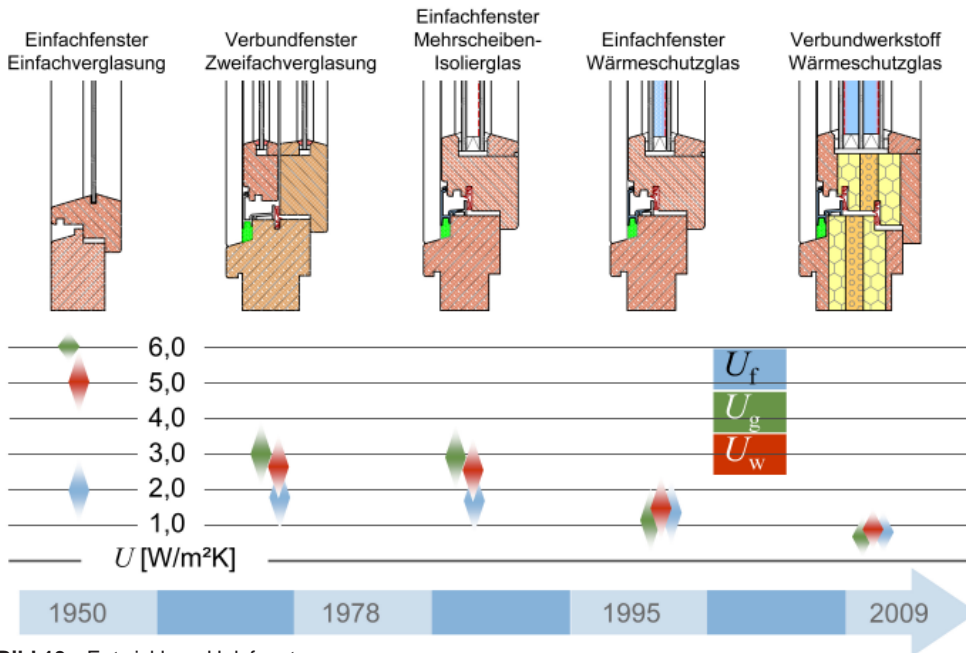 Einfachfenster
Einfachverglasung
Verbundfenster
Zweifachverglasung
Einfachfenster
Mehrscheiben-
Isolierglas
Einfachfenster
Wärmeschutzglas
Verbundwerkstoff
Wärmeschutzglas
6,0
5,0
4,0
3,0
2,0
1,0
U [W/m²K]
Uf
Ug
Uw
1950
1978
1995
2009